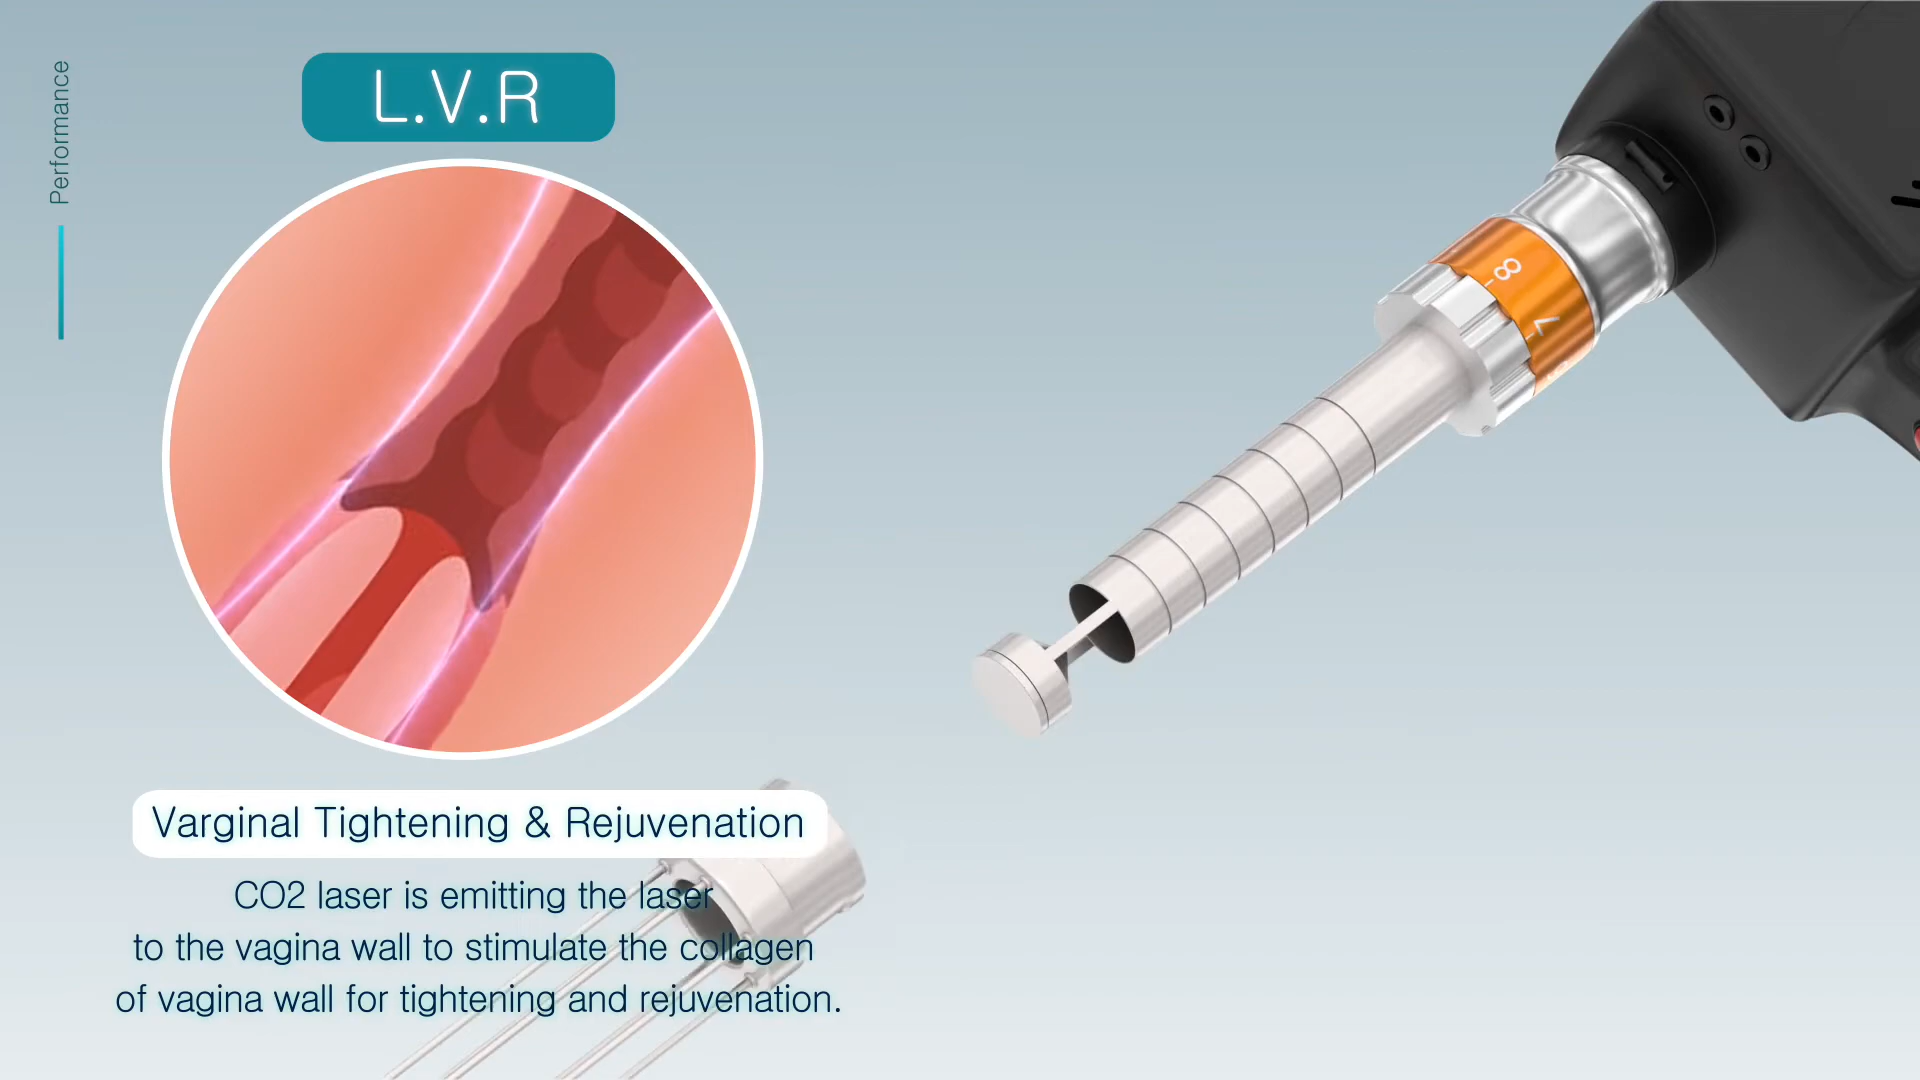 Performance
L.V.R
8
7
Varginal Tightening & Rejuvenation
CO2 laser is emitting the laser
to the vagina wall to stimulate the collagen
of vagina wall for tightening and rejuvenation.